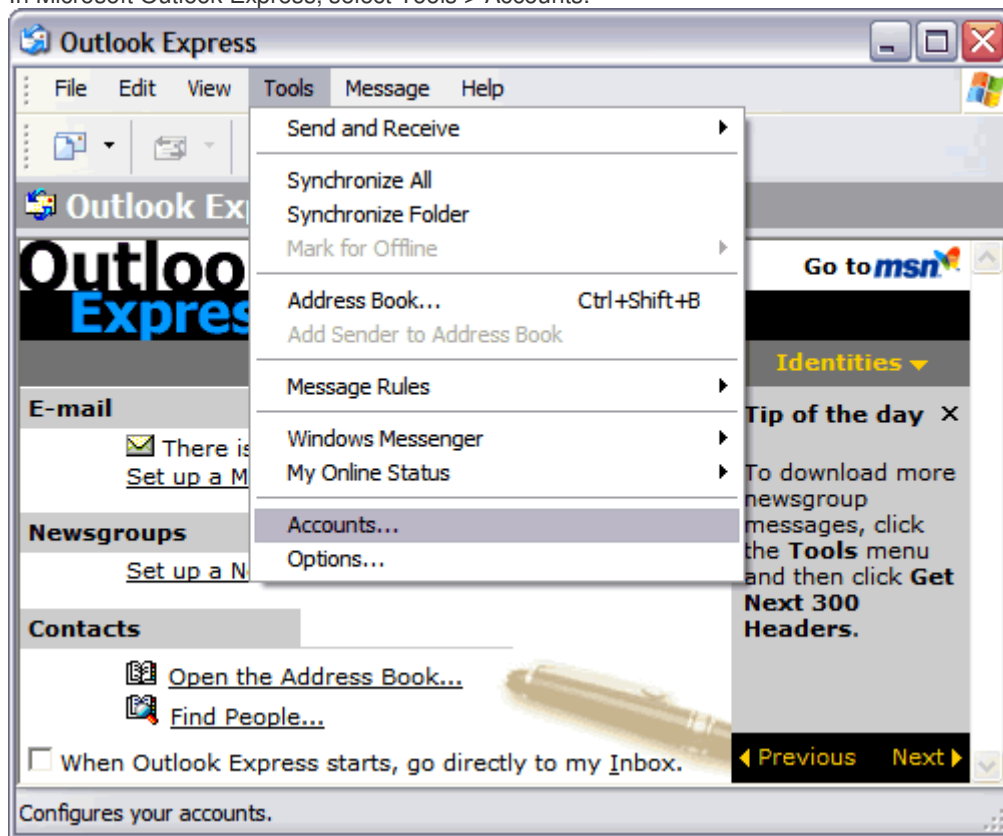 In Microsoft Outlook Express, select Tools > Accounts.
Outlook Express
File Edit View Tools Message Help
Send and Receive
Synchronize All
Synchronize Folder
Mark for Offline
Address Book... Ctrl+Shift+B
Add Sender to Address Book
Message Rules
Windows Messenger
My Online Status
Accounts...
Options...
Outlook Ex
Outloo
Expres
Go to msn
Identities
E-mail
There is
Set up a M
Newsgroups
Set up a N
Contacts
Open the Address Book...
Find People...
When Outlook Express starts, go directly to my Inbox.
Tip of the day X
To download more
newsgroup
messages, click
the Tools menu
and then click Get
Next 300
Headers.
Previous Next
Configures your accounts.